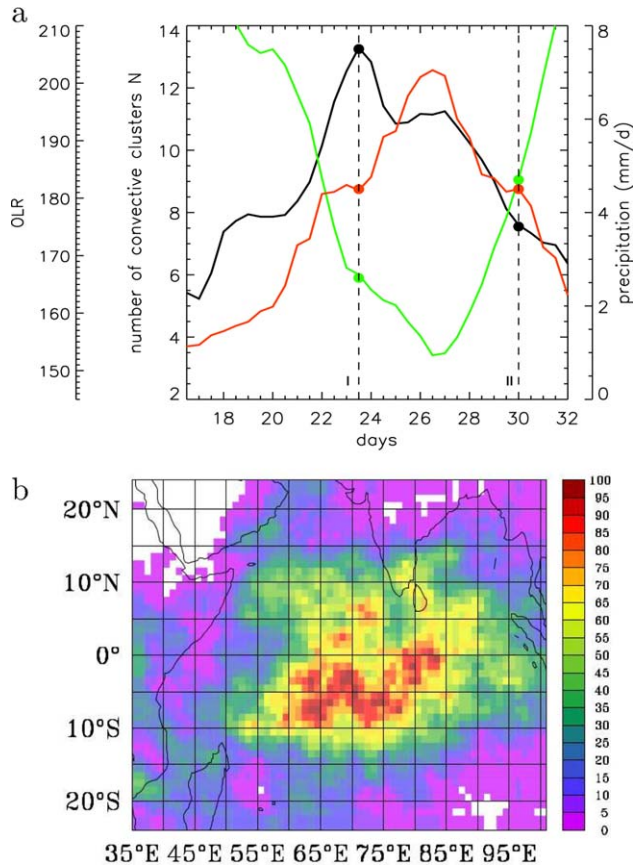 a
OLR
210
200
190
180
170
160
150
number of convective clusters N
14
12
10
8
6
4
2
precipitation (mm/d)
8
6
4
2
0
I
II
18 20 22 24 26 28 30 32
days
b
20°N
10°N
0°
10°S
20°S
35°E 45°E 55°E 65°E 75°E 85°E 95°E
100
95
90
85
80
75
70
65
60
55
50
45
40
35
30
25
20
15
10
5
0